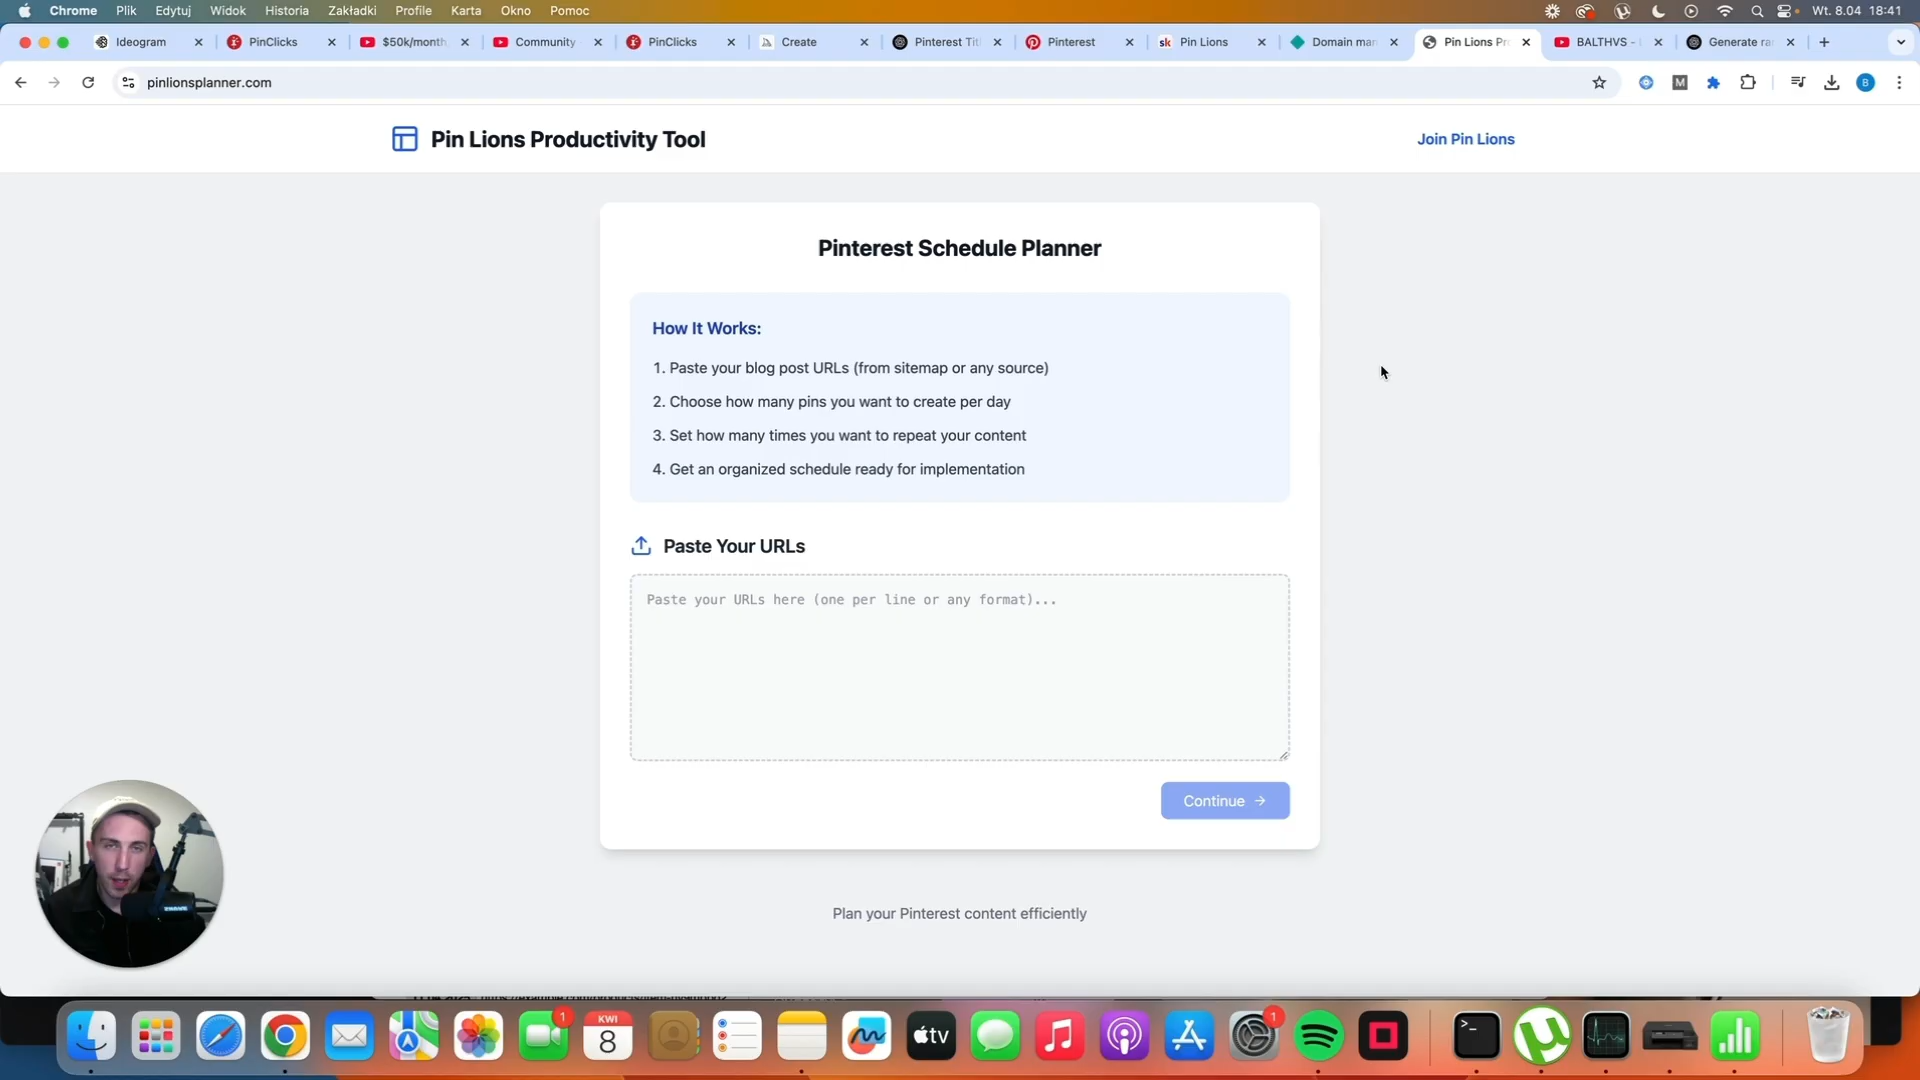 Chrome Plik Edytuj Widok Historia Zakładki Profile Karta Okno Pomoc Wt. 8.04 18:41
Ideogram PinClicks $50k/month Community PinClicks Create Pinterest Titl Pinterest Pin Lions Domain man Pin Lions Pr BALTHVS - Generate ra
pinlionsplanner.com M B
Pin Lions Productivity Tool Join Pin Lions
Pinterest Schedule Planner
How It Works:
1. Paste your blog post URLs (from sitemap or any source)
2. Choose how many pins you want to create per day
3. Set how many times you want to repeat your content
4. Get an organized schedule ready for implementation
Paste Your URLs
Paste your URLs here (one per line or any format)...
Continue →
Plan your Pinterest content efficiently
1 KWI 1
8 tv